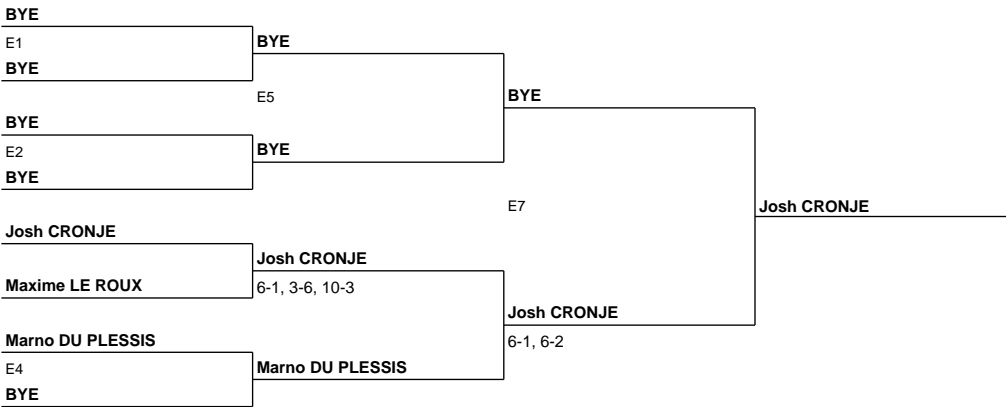 BYE
E1
BYE
BYE
E5
BYE
BYE
E2
BYE
BYE
E7
Josh CRONJE
Josh CRONJE
Josh CRONJE
Maxime LE ROUX
6-1, 3-6, 10-3
Josh CRONJE
Marno DU PLESSIS
6-1, 6-2
E4
Marno DU PLESSIS
BYE